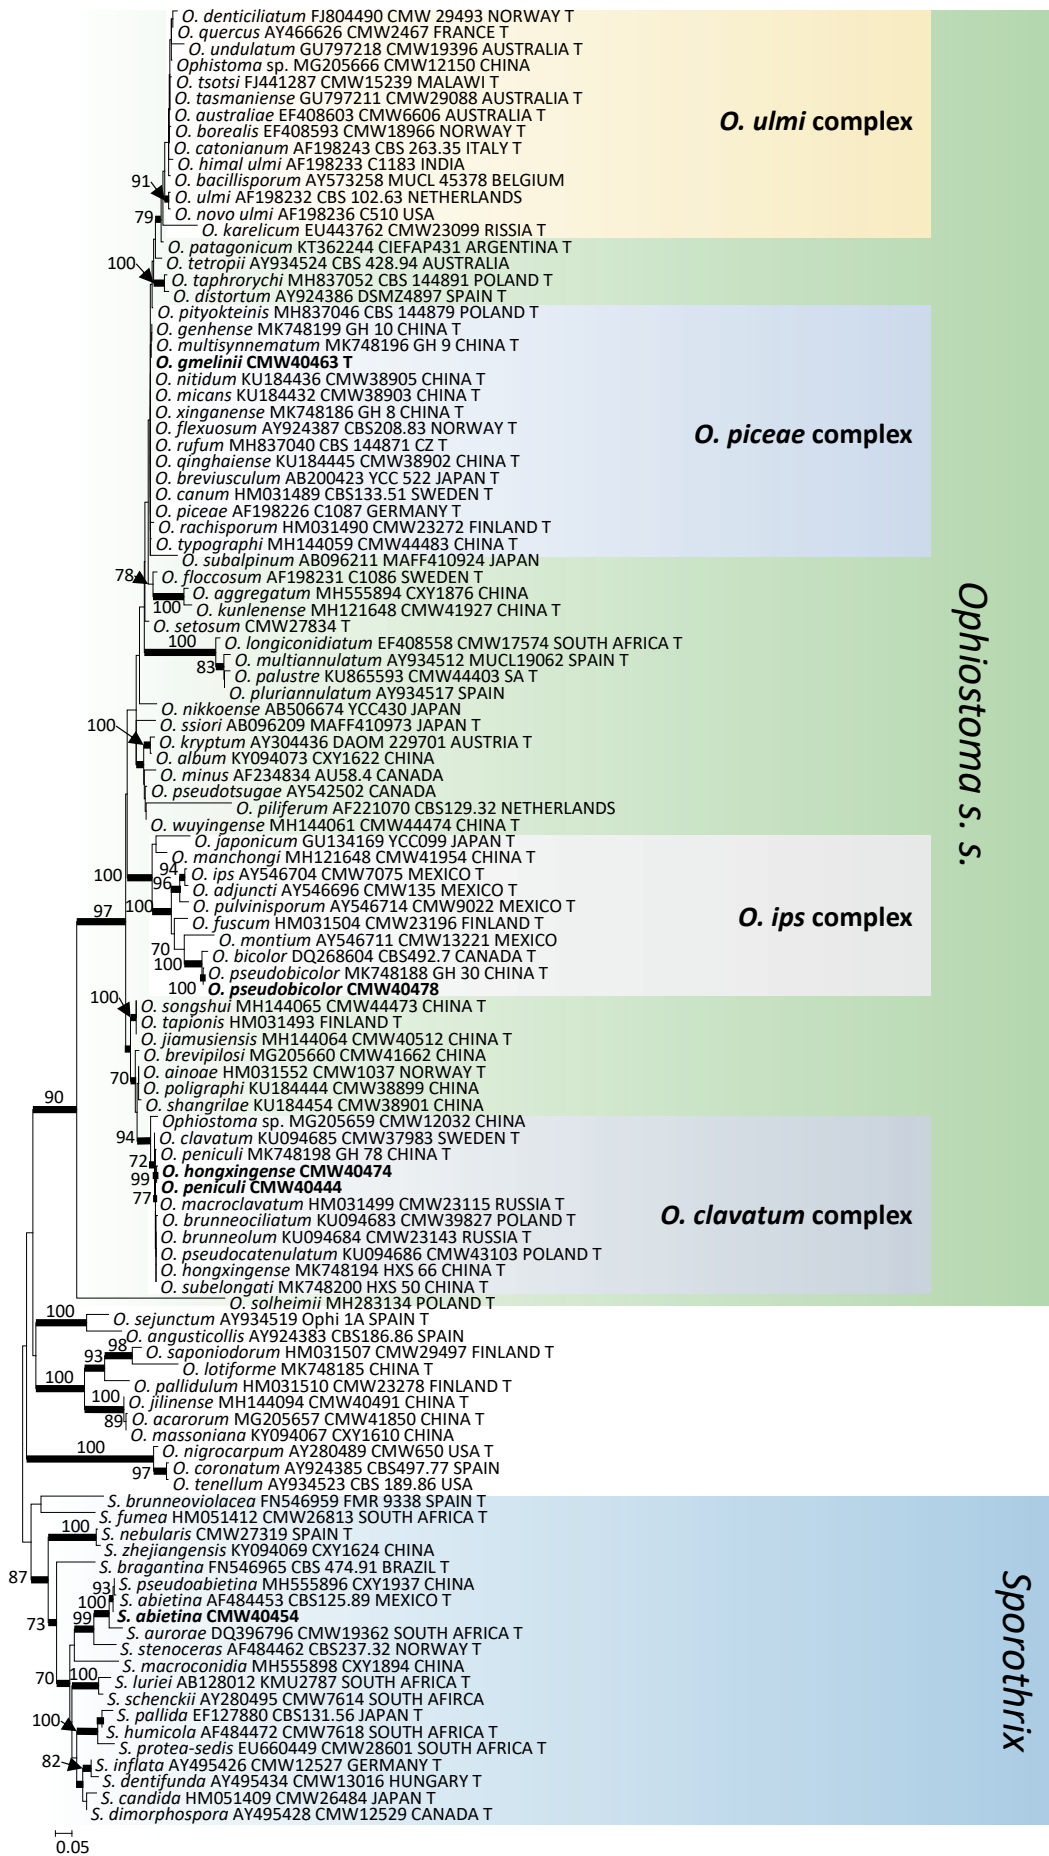 O. denticiliatum FJ804490 CMW 29493 NORWAY T
O. quercus AY466626 CMW2467 FRANCE T
O. undulatum GU797218 CMW19396 AUSTRALIA T
Ophistoma sp. MG205666 CMW12150 CHINA
O. tsotsi FJ441287 CMW15239 MALAWI T
O. tasmaniense GU797211 CMW29088 AUSTRALIA T
O. australiae EF408603 CMW6606 AUSTRALIA T
O. ulmi complex
O. borealis EF408593 CMW18966 NORWAY T
O. catonianum AF198243 CBS 263.35 ITALY T
O. himal ulmi AF198233 C1183 INDIA
O. bacillisporum AY573258 MUCL 45378 BELGIUM
91
O. ulmi AF198232 CBS 102.63 NETHERLANDS
O. novo ulmi AF198236 C510 USA
79
O. karelicum EU443762 CMW23099 RISSIA T
O. patagonicum KT362244 CIEFAP431 ARGENTINA T
O. tetropii AY934524 CBS 428.94 AUSTRALIA
100
O. taphrorychi MH837052 CBS 144891 POLAND T
O. distortum AY924386 DSMZ4897 SPAIN T
O. pityokteinis MH837046 CBS 144879 POLAND T
O. genhense MK748199 GH 10 CHINA T
O. multisynnematum MK748196 GH 9 CHINA T
O. gmelinii CMW40463 T
O. nitidum KU184436 CMW38905 CHINA T
O. micans KU184432 CMW38903 CHINA T
O. xinganense MK748186 GH 8 CHINA T
O. flexuosum AY924387 CBS208.83 NORWAY T
O. piceae complex
O. rufum MH837040 CBS 144871 CZ T
O. qinghaiense KU184445 CMW38902 CHINA T
O. breviusculum AB200423 YCC 522 JAPAN T
O. canum HM031489 CBS133.51 SWEDEN T
O. piceae AF198226 C1087 GERMANY T
O. rachisporum HM031490 CMW23272 FINLAND T
O. typographi MH144059 CMW44483 CHINA T
O. subalpinum AB096211 MAFF410924 JAPAN
78
O. floccosum AF198231 C1086 SWEDEN T
O. aggregatum MH555894 CXY1876 CHINA
100
O. kunlenense MH121648 CMW41927 CHINA T
O. setosum CMW27834 T
100
O. longiconidiatum EF408558 CMW17574 SOUTH AFRICA T
O. multiannulatum AY934512 MUCL19062 SPAIN T
83
O. palustre KU865593 CMW44403 SA T
O. pluriannulatum AY934517 SPAIN
O. nikkoense AB506674 YCC430 JAPAN
Ophiostoma s. s.
100
O. ssiori AB096209 MAFF410973 JAPAN T
O. kryptum AY304436 DAOM 229701 AUSTRIA T
O. album KY094073 CXY1622 CHINA
O. minus AF234834 AU58.4 CANADA
O. pseudotsugae AY542502 CANADA
O. piliferum AF221070 CBS129.32 NETHERLANDS
O. wuyingense MH144061 CMW44474 CHINA T
O. japonicum GU134169 YCC099 JAPAN T
O. manchongi MH121648 CMW41954 CHINA T
100
94
O. ips AY546704 CMW7075 MEXICO T
96
O. adjuncti AY546696 CMW135 MEXICO T
97
100
O. pulvinisporum AY546714 CMW9022 MEXICO T
O. ips complex
O. fuscum HM031504 CMW23196 FINLAND T
O. montium AY546711 CMW13221 MEXICO
70
O. bicolor DQ268604 CBS492.7 CANADA T
100
O. pseudobicolor MK748188 GH 30 CHINA T
100
O. pseudobicolor CMW40478
100
O. songshui MH144065 CMW44473 CHINA T
O. tapionis HM031493 FINLAND T
O. jiamusiensis MH144064 CMW40512 CHINA T
O. brevipilosi MG205660 CMW41662 CHINA
O. ainoae HM031552 CMW1037 NORWAY T
70
O. poligraphi KU184444 CMW38899 CHINA
90
O. shangrilae KU184454 CMW38901 CHINA T
Ophiostoma sp. MG205659 CMW12032 CHINA
94
O. clavatum KU094685 CMW37983 SWEDEN T
O. peniculi MK748198 GH 78 CHINA T
72
O. hongxingense CMW40474
99
O. peniculi CMW40444
77
O. macroclavatum HM031499 CMW23115 RUSSIA T
O. clavatum complex
O. brunneociliatum KU094683 CMW39827 POLAND T
O. brunneolum KU094684 CMW23143 RUSSIA T
O. pseudocatenulatum KU094686 CMW43103 POLAND T
O. hongxingense MK748194 HXS 66 CHINA T
O. subelongati MK748200 HXS 50 CHINA T
O. solheimii MH283134 POLAND T
100
O. sejunctum AY934519 Ophi 1A SPAIN T
O. angusticollis AY924383 CBS186.86 SPAIN
98
O. saponiodorum HM031507 CMW29497 FINLAND T
93
O. lotiforme MK748185 CHINA T
100
O. pallidulum HM031510 CMW23278 FINLAND T
100
O. jilinense MH144094 CMW40491 CHINA T
89
O. acarorum MG205657 CMW41850 CHINA T
O. massoniana KY094067 CXY1610 CHINA
100
O. nigrocarpum AY280489 CMW650 USA T
97
O. coronatum AY924385 CBS497.77 SPAIN
O. tenellum AY934523 CBS 189.86 USA
S. brunneoviolacea FN546959 FMR 9338 SPAIN T
S. fumea HM051412 CMW26813 SOUTH AFRICA T
100
S. nebularis CMW27319 SPAIN T
S. zhejiangensis KY094069 CXY1624 CHINA
S. bragantina FN546965 CBS 474.91 BRAZIL T
87
93
S. pseudoabietina MH555896 CXY1937 CHINA
100
S. abietina AF484453 CBS125.89 MEXICO T
S. abietina CMW40454
73
99
S. aurorae DQ396796 CMW19362 SOUTH AFRICA T
S. stenoceras AF484462 CBS237.32 NORWAY T
Sporothrix
S. macroconidia MH555898 CXY1894 CHINA
70
100
S. luriei AB128012 KMU2787 SOUTH AFRICA T
S. schenckii AY280495 CMW7614 SOUTH AFIRCA
100
S. pallida EF127880 CBS131.56 JAPAN T
S. humicola AF484472 CMW7618 SOUTH AFRICA T
S. protea-sedis EU660449 CMW28601 SOUTH AFRICA T
82
S. inflata AY495426 CMW12527 GERMANY T
S. dentifunda AY495434 CMW13016 HUNGARY T
S. candida HM051409 CMW26484 JAPAN T
S. dimorphospora AY495428 CMW12529 CANADA T
0.05